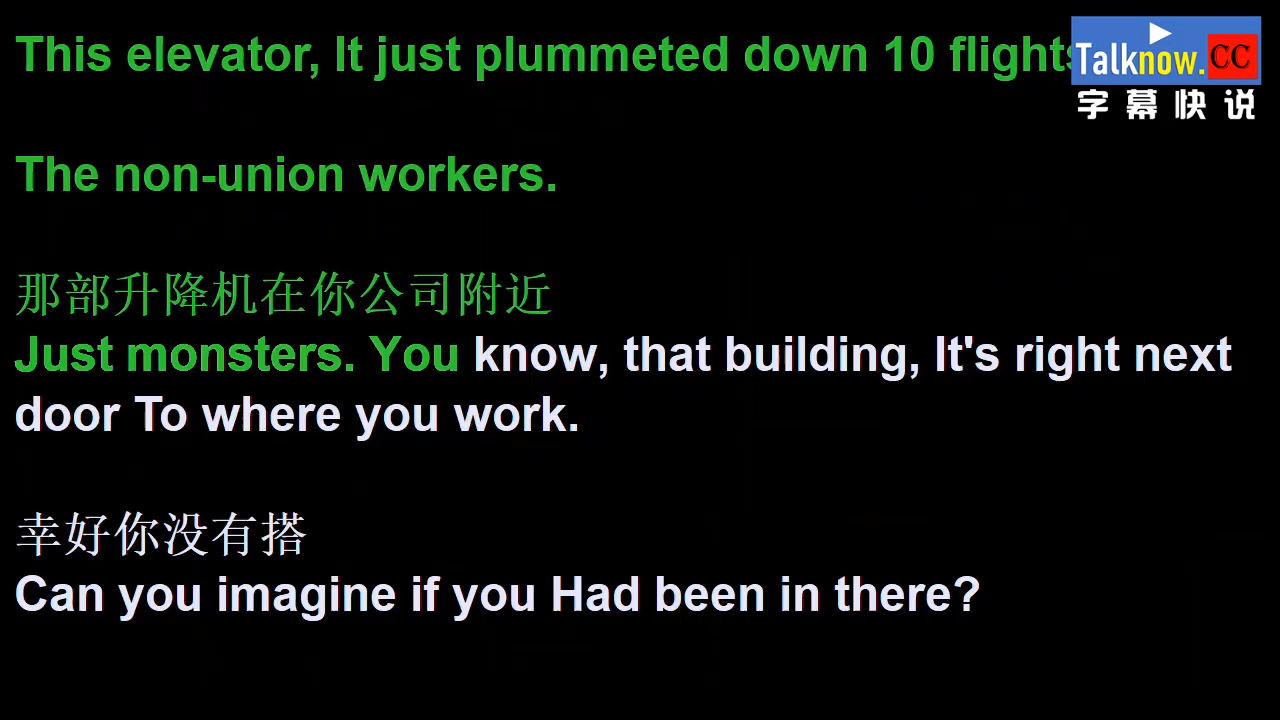 This elevator, It just plummeted down 10 flights
Talknow.CC
字幕快说
The non-union workers.
那部升降机在你公司附近
Just monsters. You know, that building, It's right next
door To where you work.
幸好你没有搭
Can you imagine if you Had been in there?